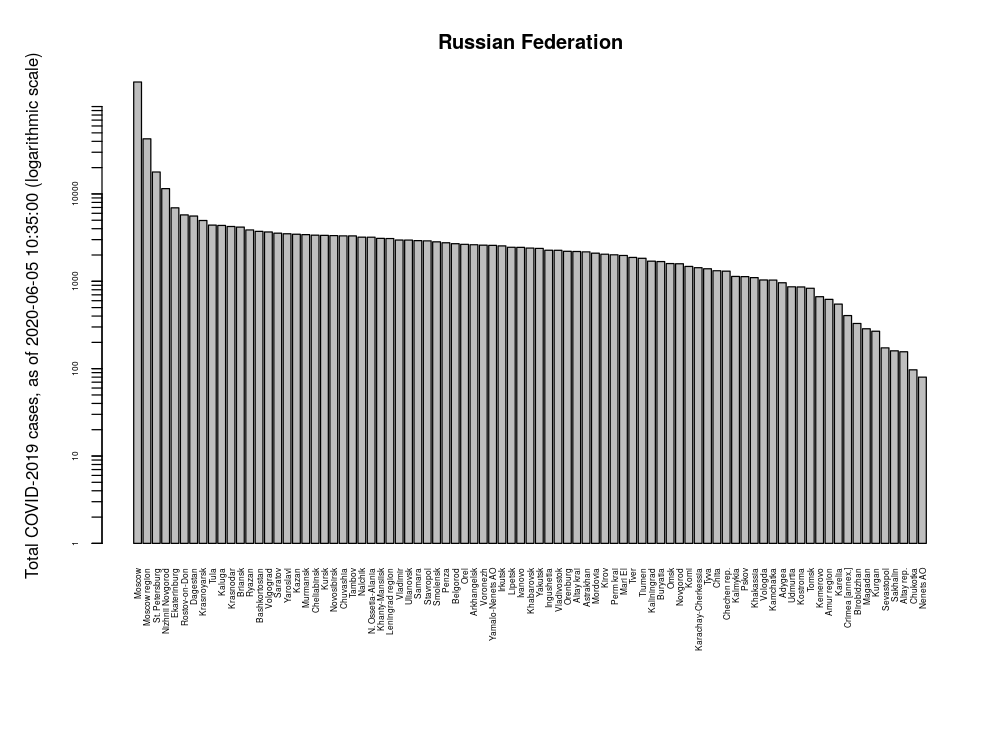 Russian Federation
Total COVID-2019 cases, as of 2020-06-05 10:35:00 (logarithmic scale)
10000
1000
100
10
1
Moscow
Moscow region
St. Petersburg
Nizhnii Novgorod
Ekaterinburg
Rostov-on-Don
Dagestan
Krasnoyarsk
Tula
Kaluga
Krasnodar
Briansk
Ryazan
Bashkortostan
Volgograd
Saratov
Yaroslavl
Kazan
Murmansk
Cheliabinsk
Kursk
Novosibirsk
Chuvashia
Tambov
Nalchik
N. Ossetia-Alania
Khanty-Mansiisk
Leningrad region
Vladimir
Ulianovsk
Samara
Stavropol
Smolensk
Penza
Belgorod
Orel
Arkhangelsk
Voronezh
Yamalo-Nenets AO
Irkutsk
Lipetsk
Ivanovo
Khabarovsk
Yakutsk
Ingushetia
Vladivostok
Orenburg
Altay krai
Astrakhan
Mordovia
Kirov
Perm krai
Mari El
Tver
Tiumen
Kaliningrad
Buryatia
Omsk
Novgorod
Komi
Karachay-Cherkessia
Tyva
Chita
Chechen rep.
Kalmykia
Pskov
Khakassia
Vologda
Kamchatka
Adygea
Udmurtia
Kostroma
Tomsk
Kemerovo
Amur region
Karelia
Crimea [annex.]
Birobidzhan
Magadan
Kurgan
Sevastopol
Sakhalin
Altay rep.
Chukotka
Nenets AO